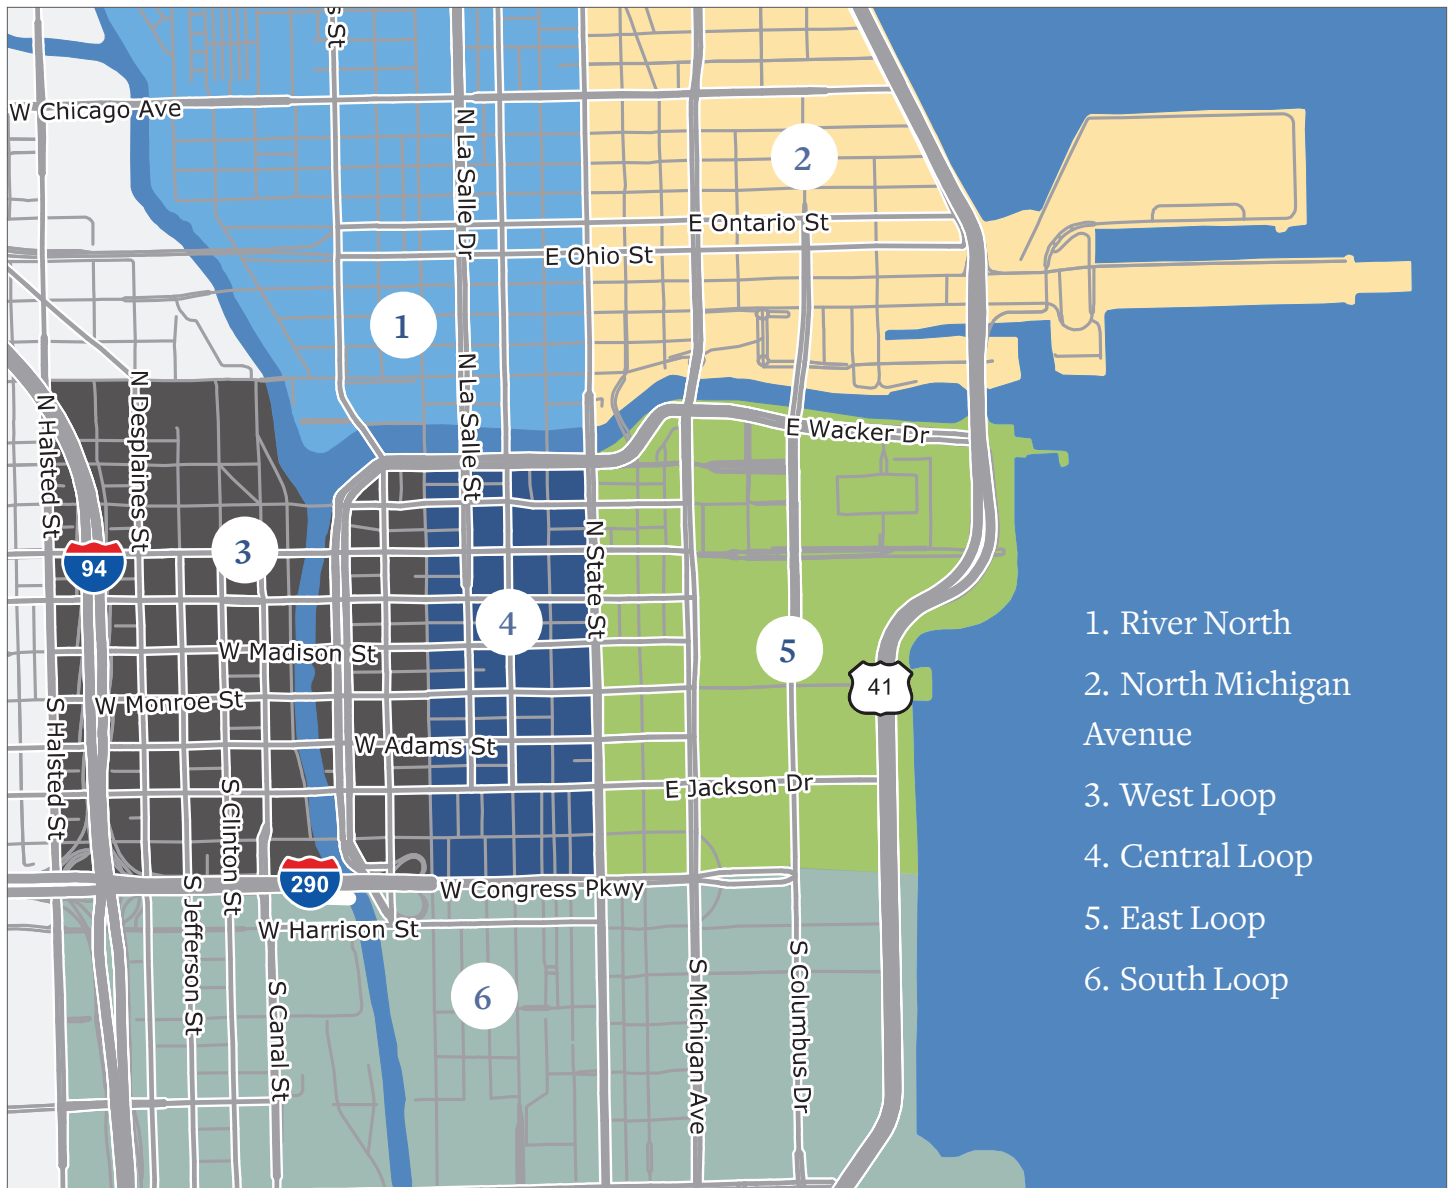 s St
W Chicago Ave
N La Salle Dr
2
E Ontario St
E Ohio St
1
N La Salle St
N Halsted St
N Desplaines St
E Wacker Dr
3
94
N State St
4
5
W Madison St
41
W Monroe St
S Halsted St
W Adams St
E Jackson Dr
S Clinton St
290
W Congress Pkwy
S Jefferson St
W Harrison St
6
S Canal St
S Michigan Ave
S Columbus Dr
1. River North
2. North Michigan
Avenue
3. West Loop
4. Central Loop
5. East Loop
6. South Loop